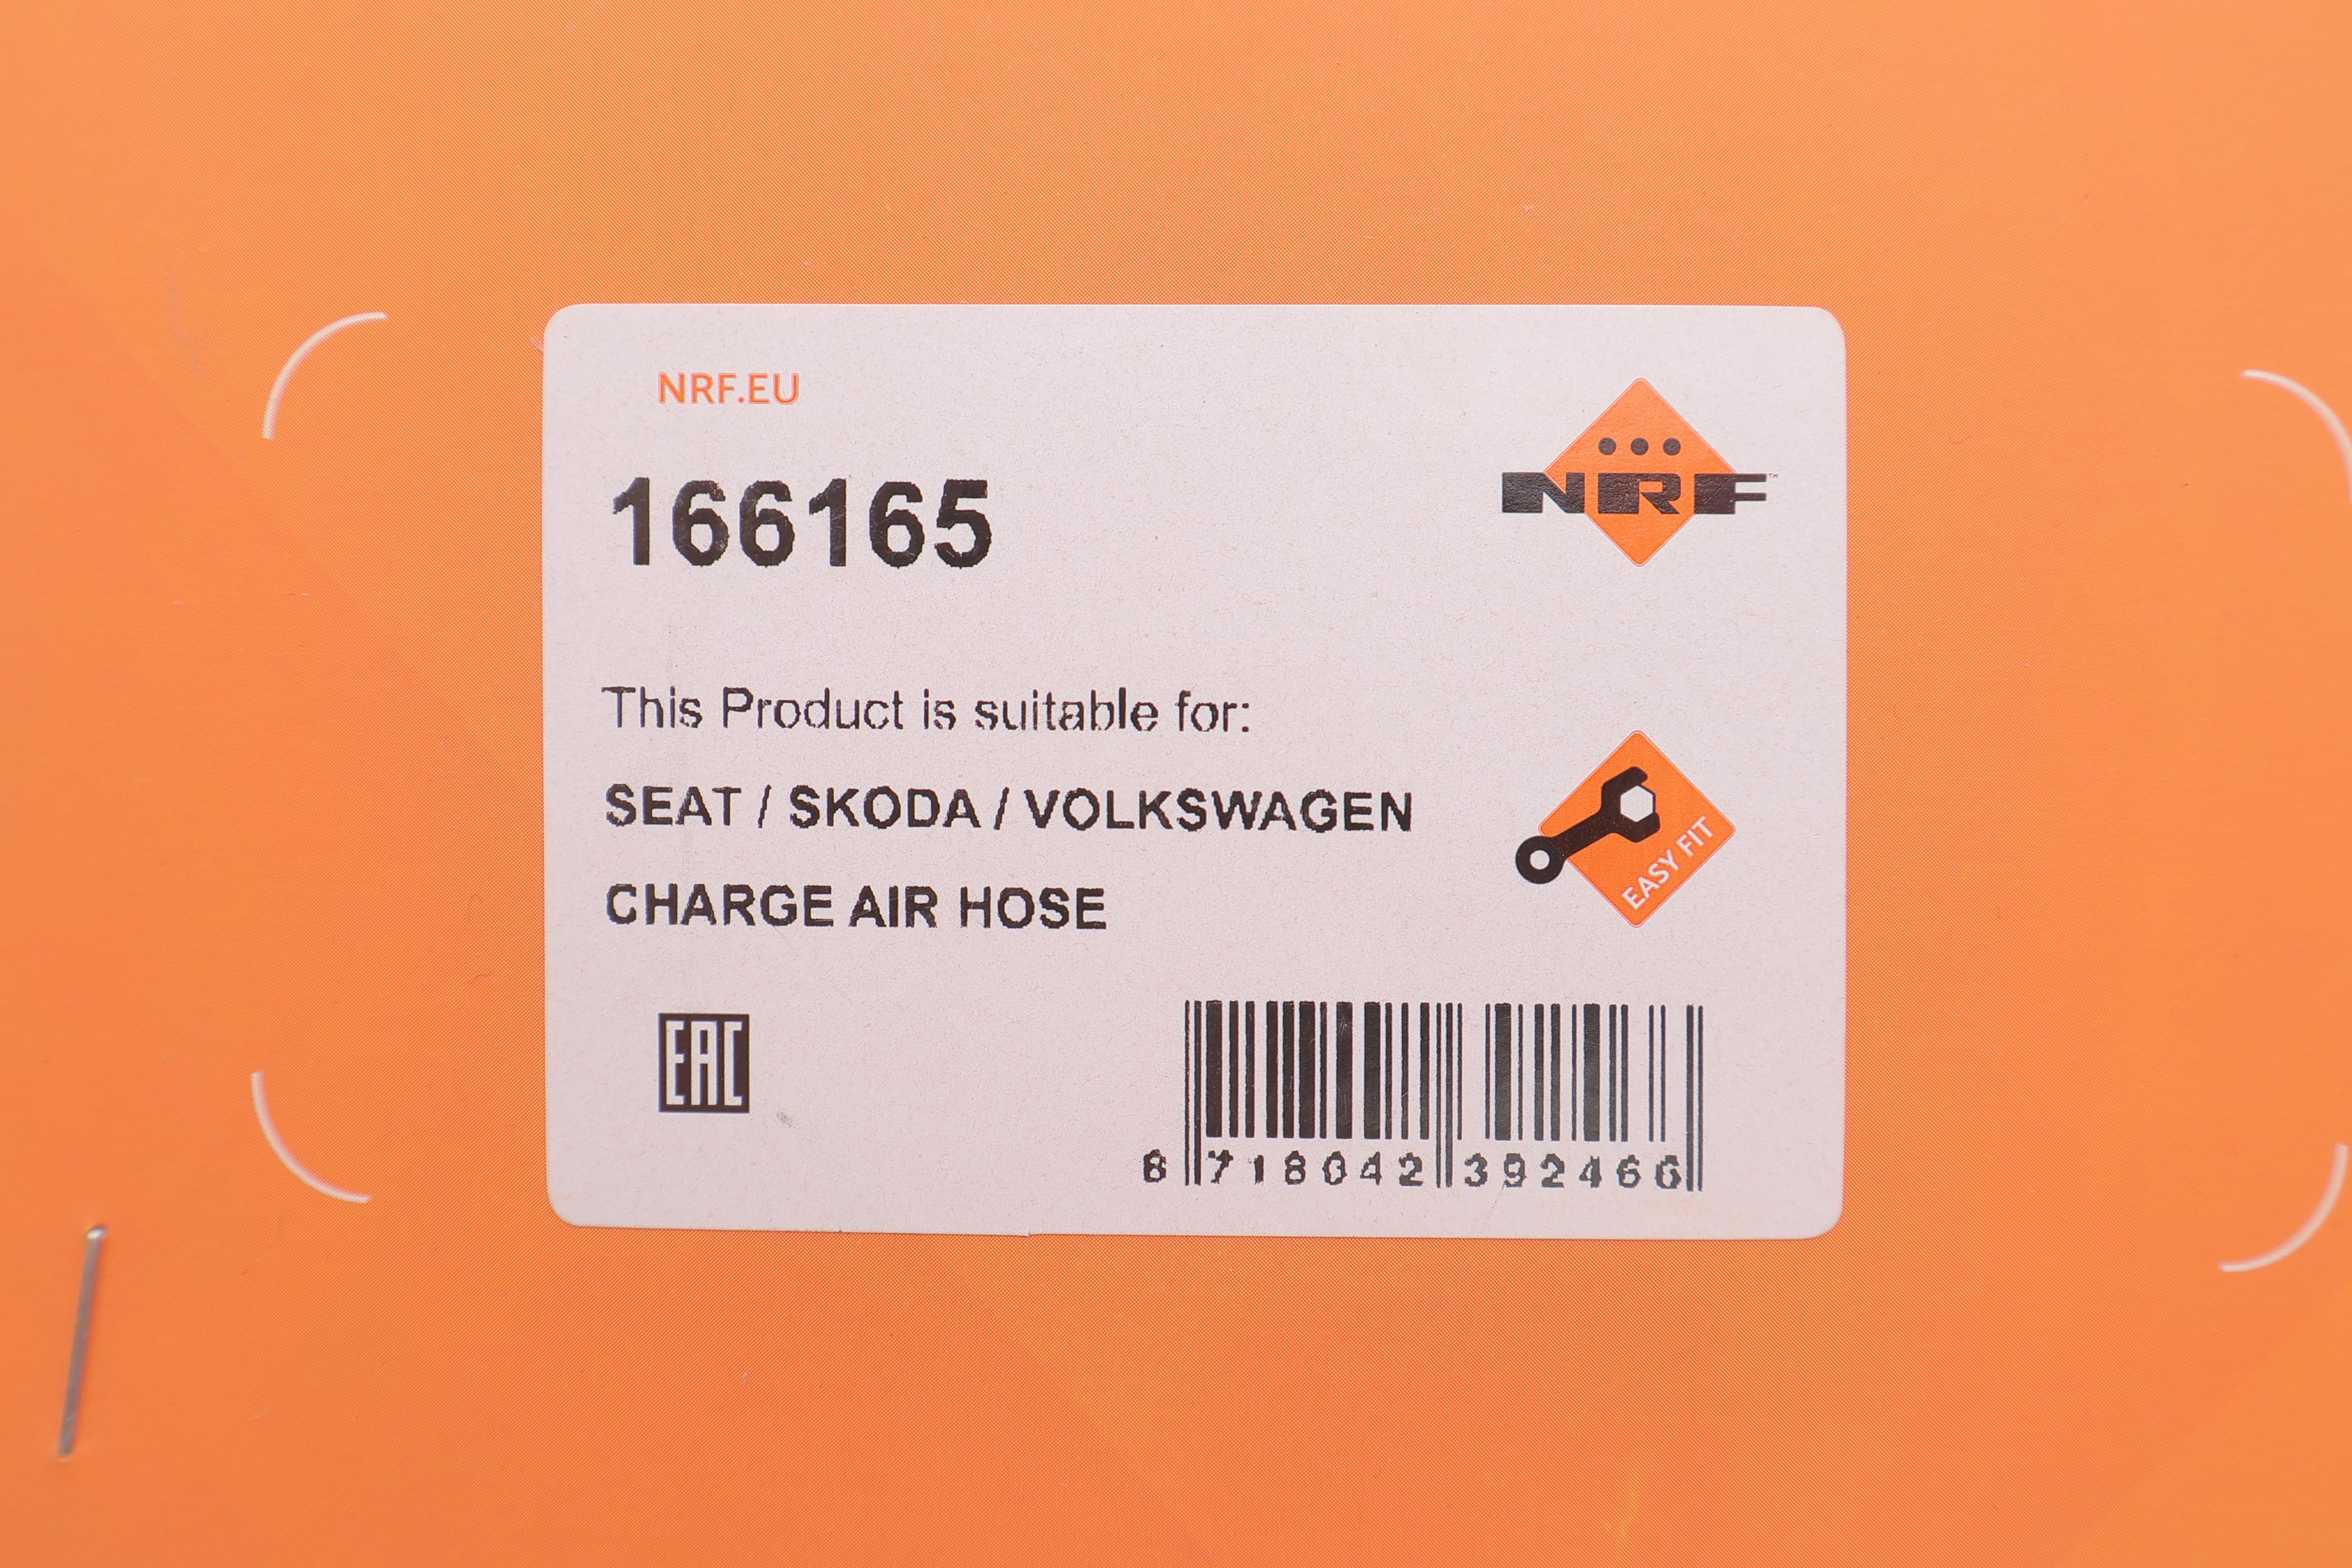 NRF.EU
NRF™
166165
This Product is suitable for:
SEAT / SKODA / VOLKSWAGEN
CHARGE AIR HOSE
EASY FIT
EAC
8 718042 392466